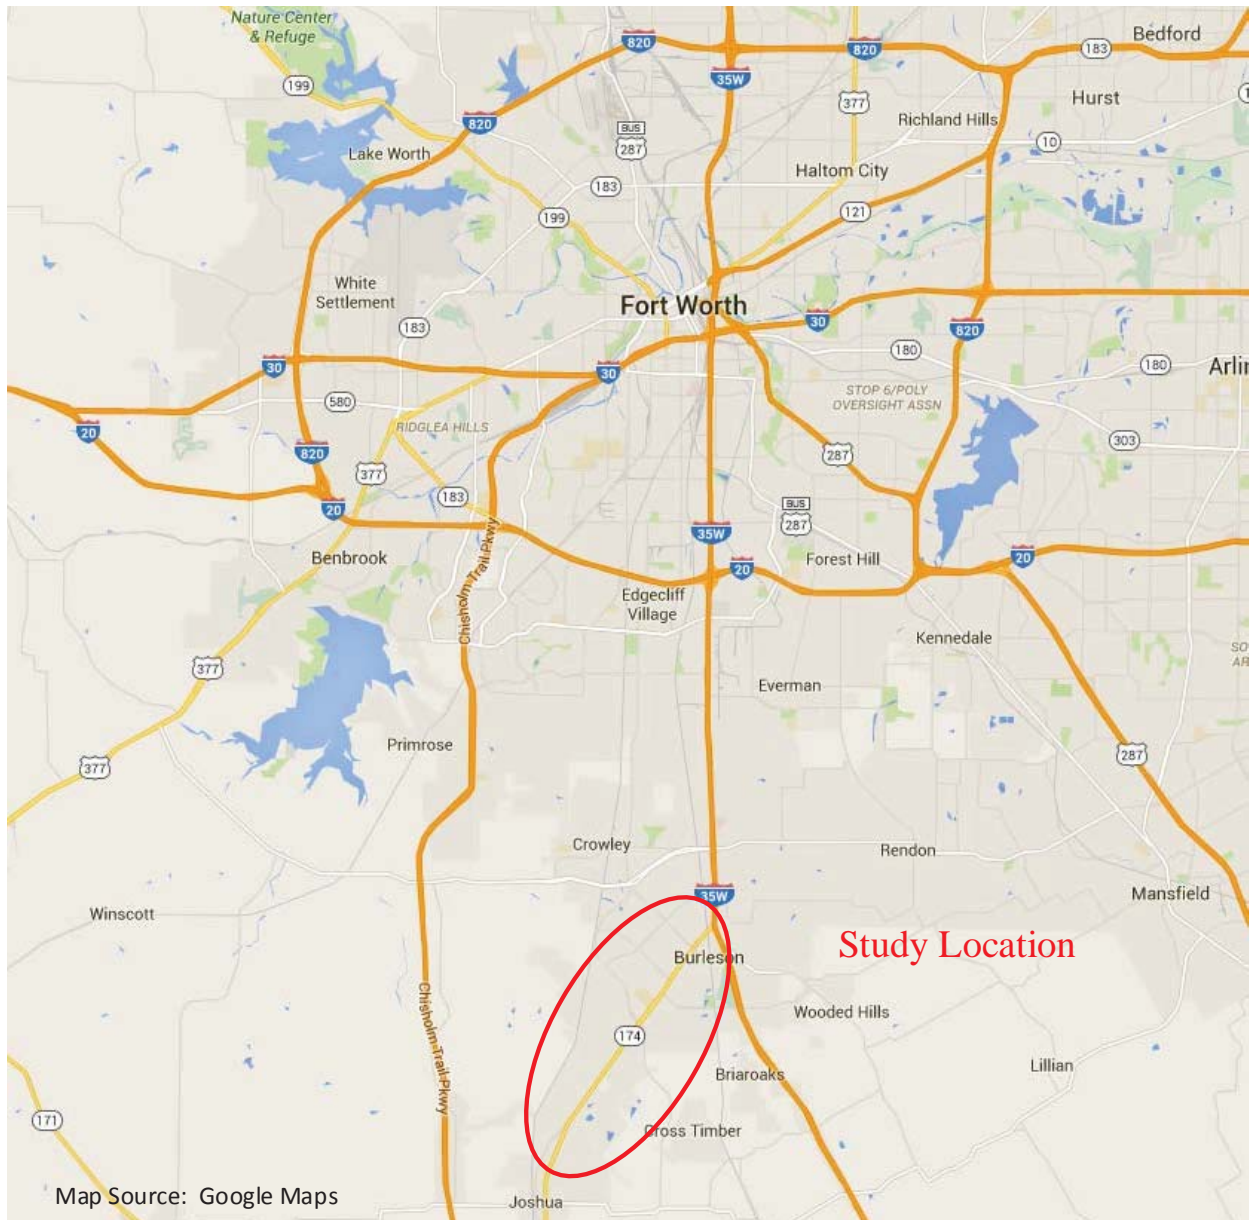 Nature Center
& Refuge
820
820
183
Bedford
35W
199
377
Hurst
1
820
Richland Hills
BUS
287
10
Lake Worth
Haltom City
183
121
199
White
Settlement
Fort Worth
183
30
820
180
30
30
180
Arlin
STOP 6/POLY
OVERSIGHT ASSN
580
20
RIDGLEA HILLS
303
820
287
377
183
BUS
287
20
35W
Benbrook
Forest Hill
20
20
Chisholm Trail Pkwy
Edgecliff
Village
Kennedale
SO
AR
377
Everman
Primrose
287
377
Crowley
Rendon
35W
Mansfield
Winscott
Study Location
Burleson
Chisholm Trail Pkwy
Wooded Hills
174
Lillian
Briaroaks
171
Cross Timber
Map Source: Google Maps
Joshua